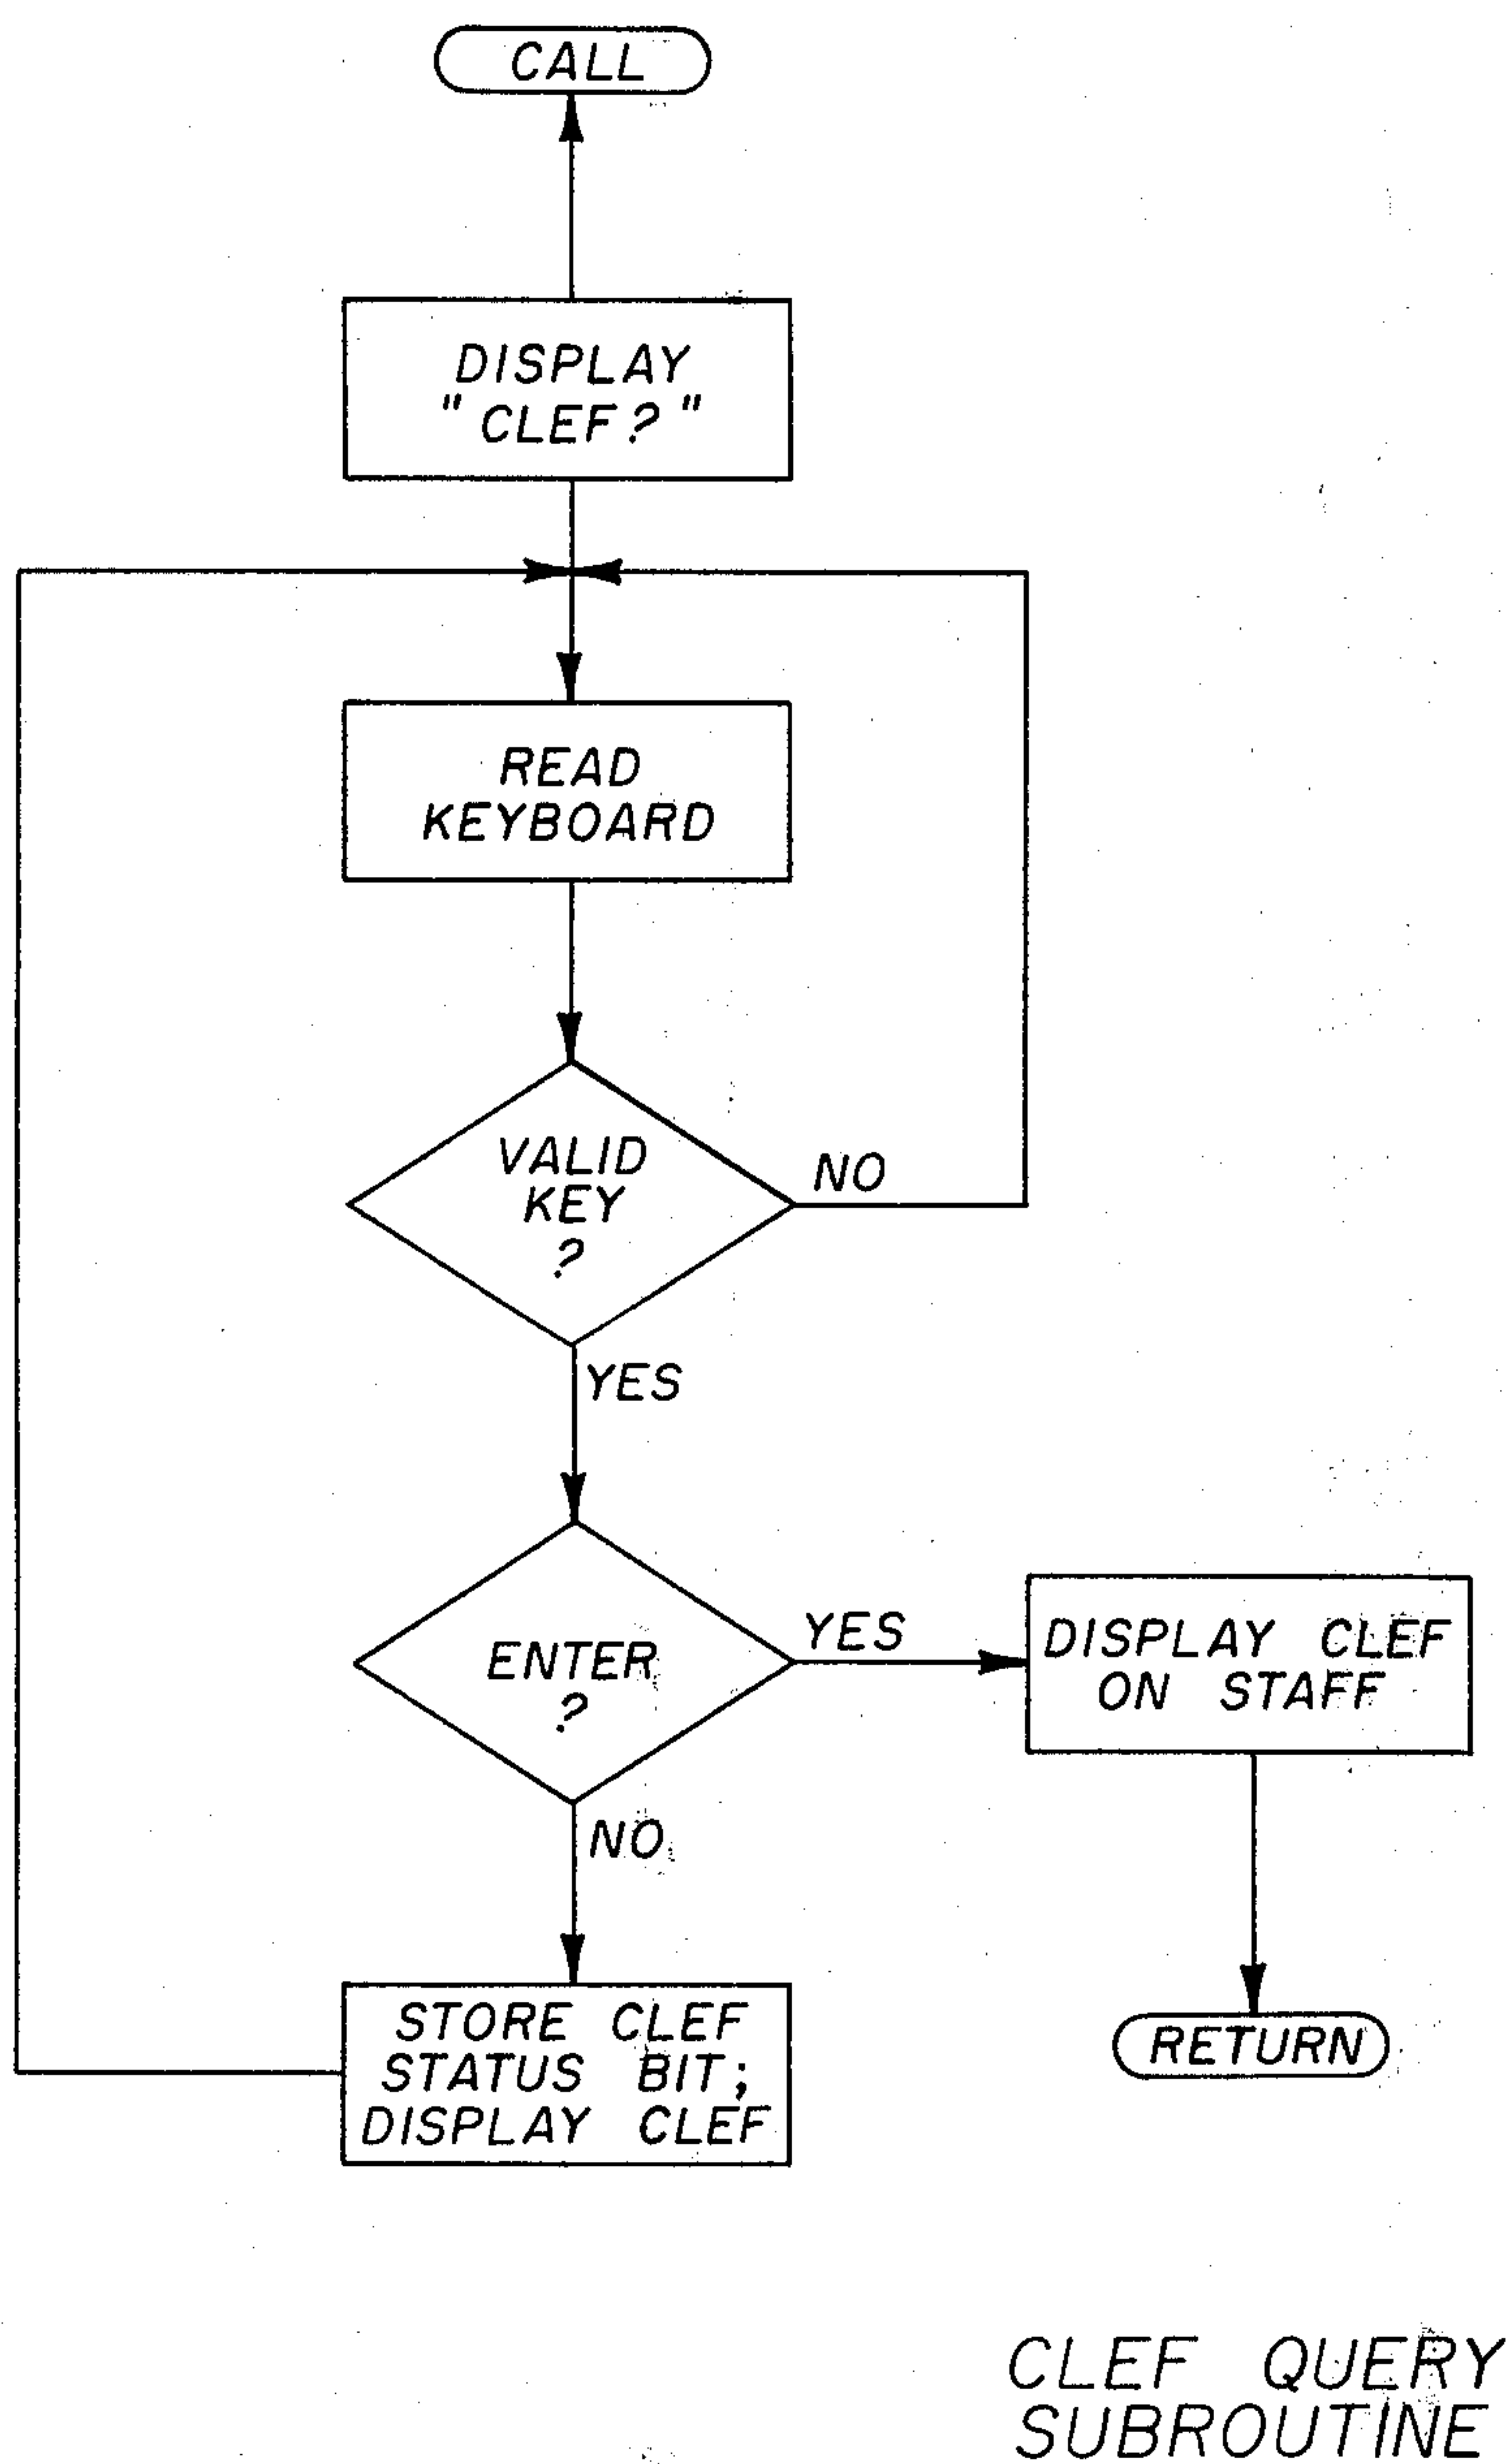 CALL
DISPLAY
"CLEF?"
READ
KEYBOARD
VALID
KEY
?
NO
YES
ENTER
?
YES
DISPLAY CLEF
ON STAFF
NO
STORE CLEF
STATUS BIT;
DISPLAY CLEF
RETURN
CLEF QUERY
SUBROUTINE